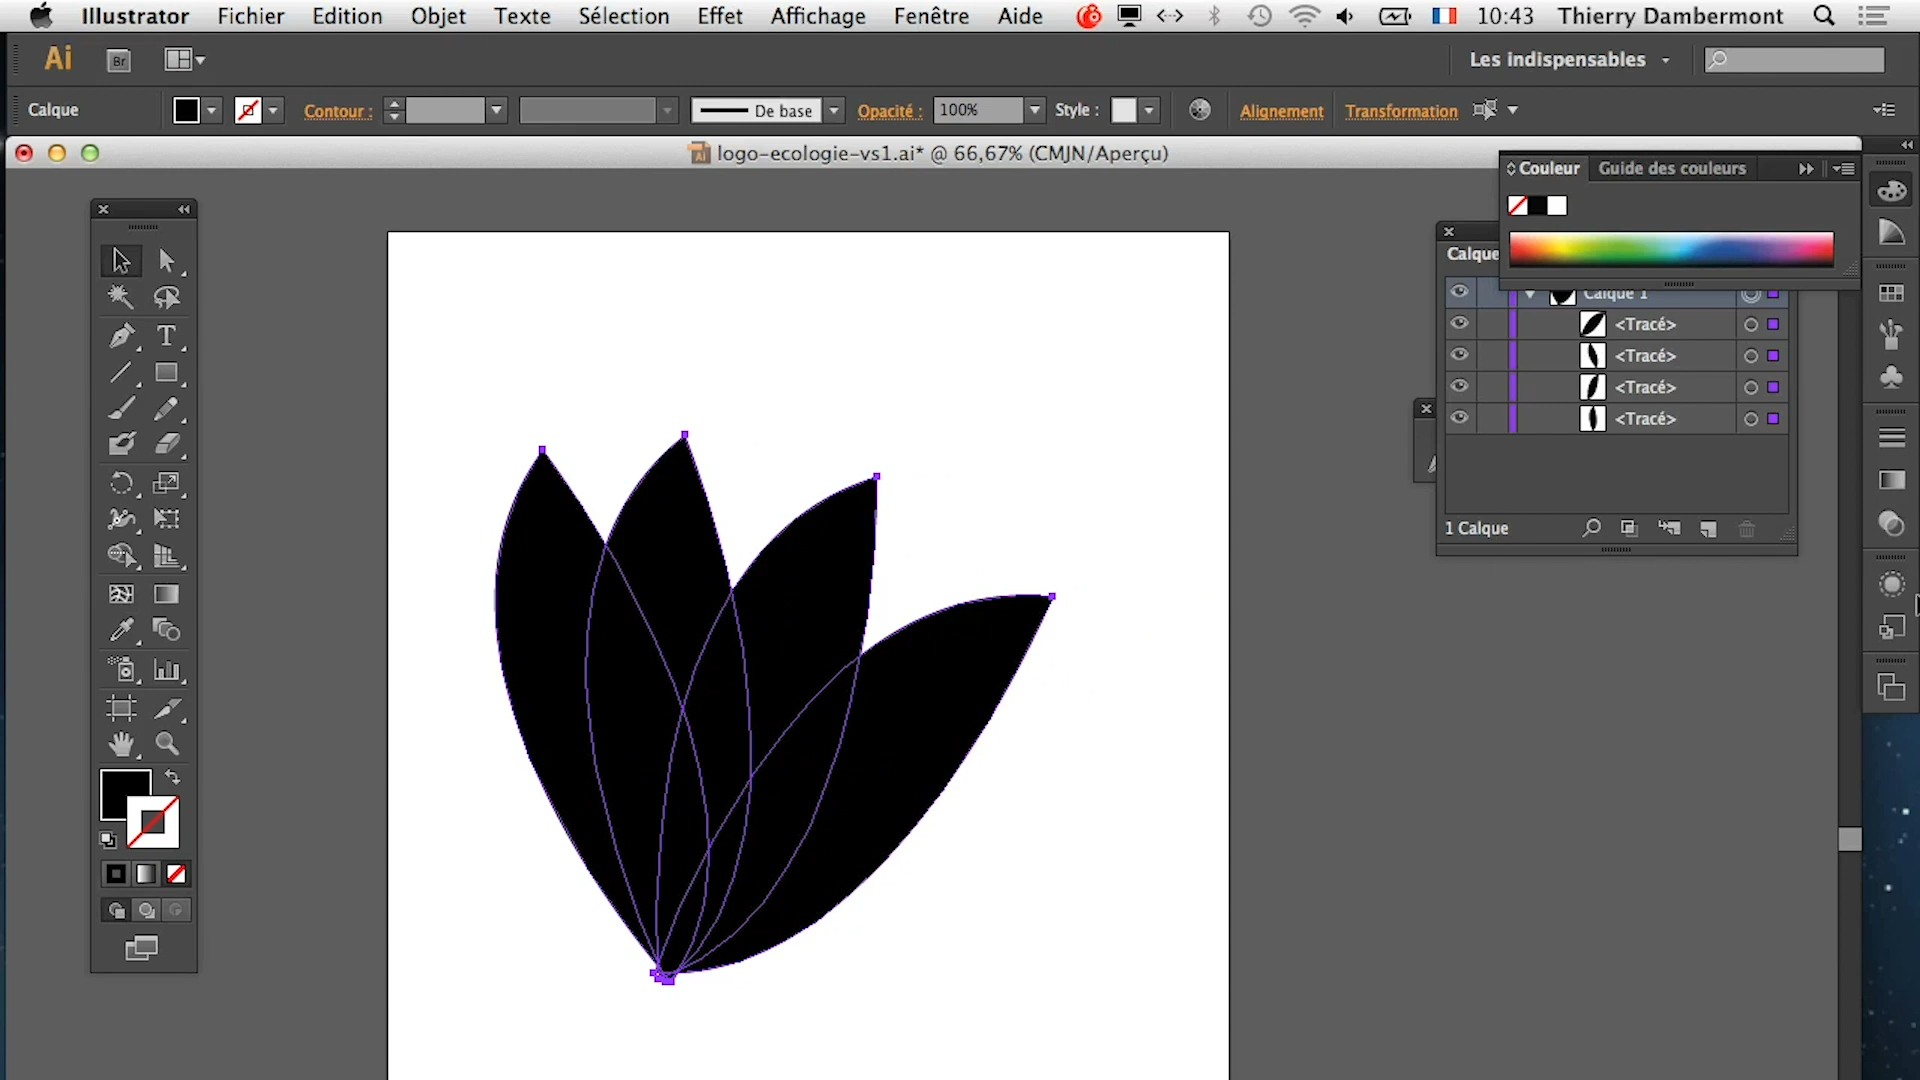 Illustrator Fichier Edition Objet Texte Sélection Effet Affichage Fenêtre Aide 10:43 Thierry Dambermont
Ai Br Les indispensables
Calque Contour : De base Opacité : 100% Style : Alignement Transformation
logo-ecologie-vs1.ai* @ 66,67% (CMJN/Aperçu)
Couleur Guide des couleurs
Calque
Calque 1
<Tracé>
<Tracé>
<Tracé>
<Tracé>
1 Calque